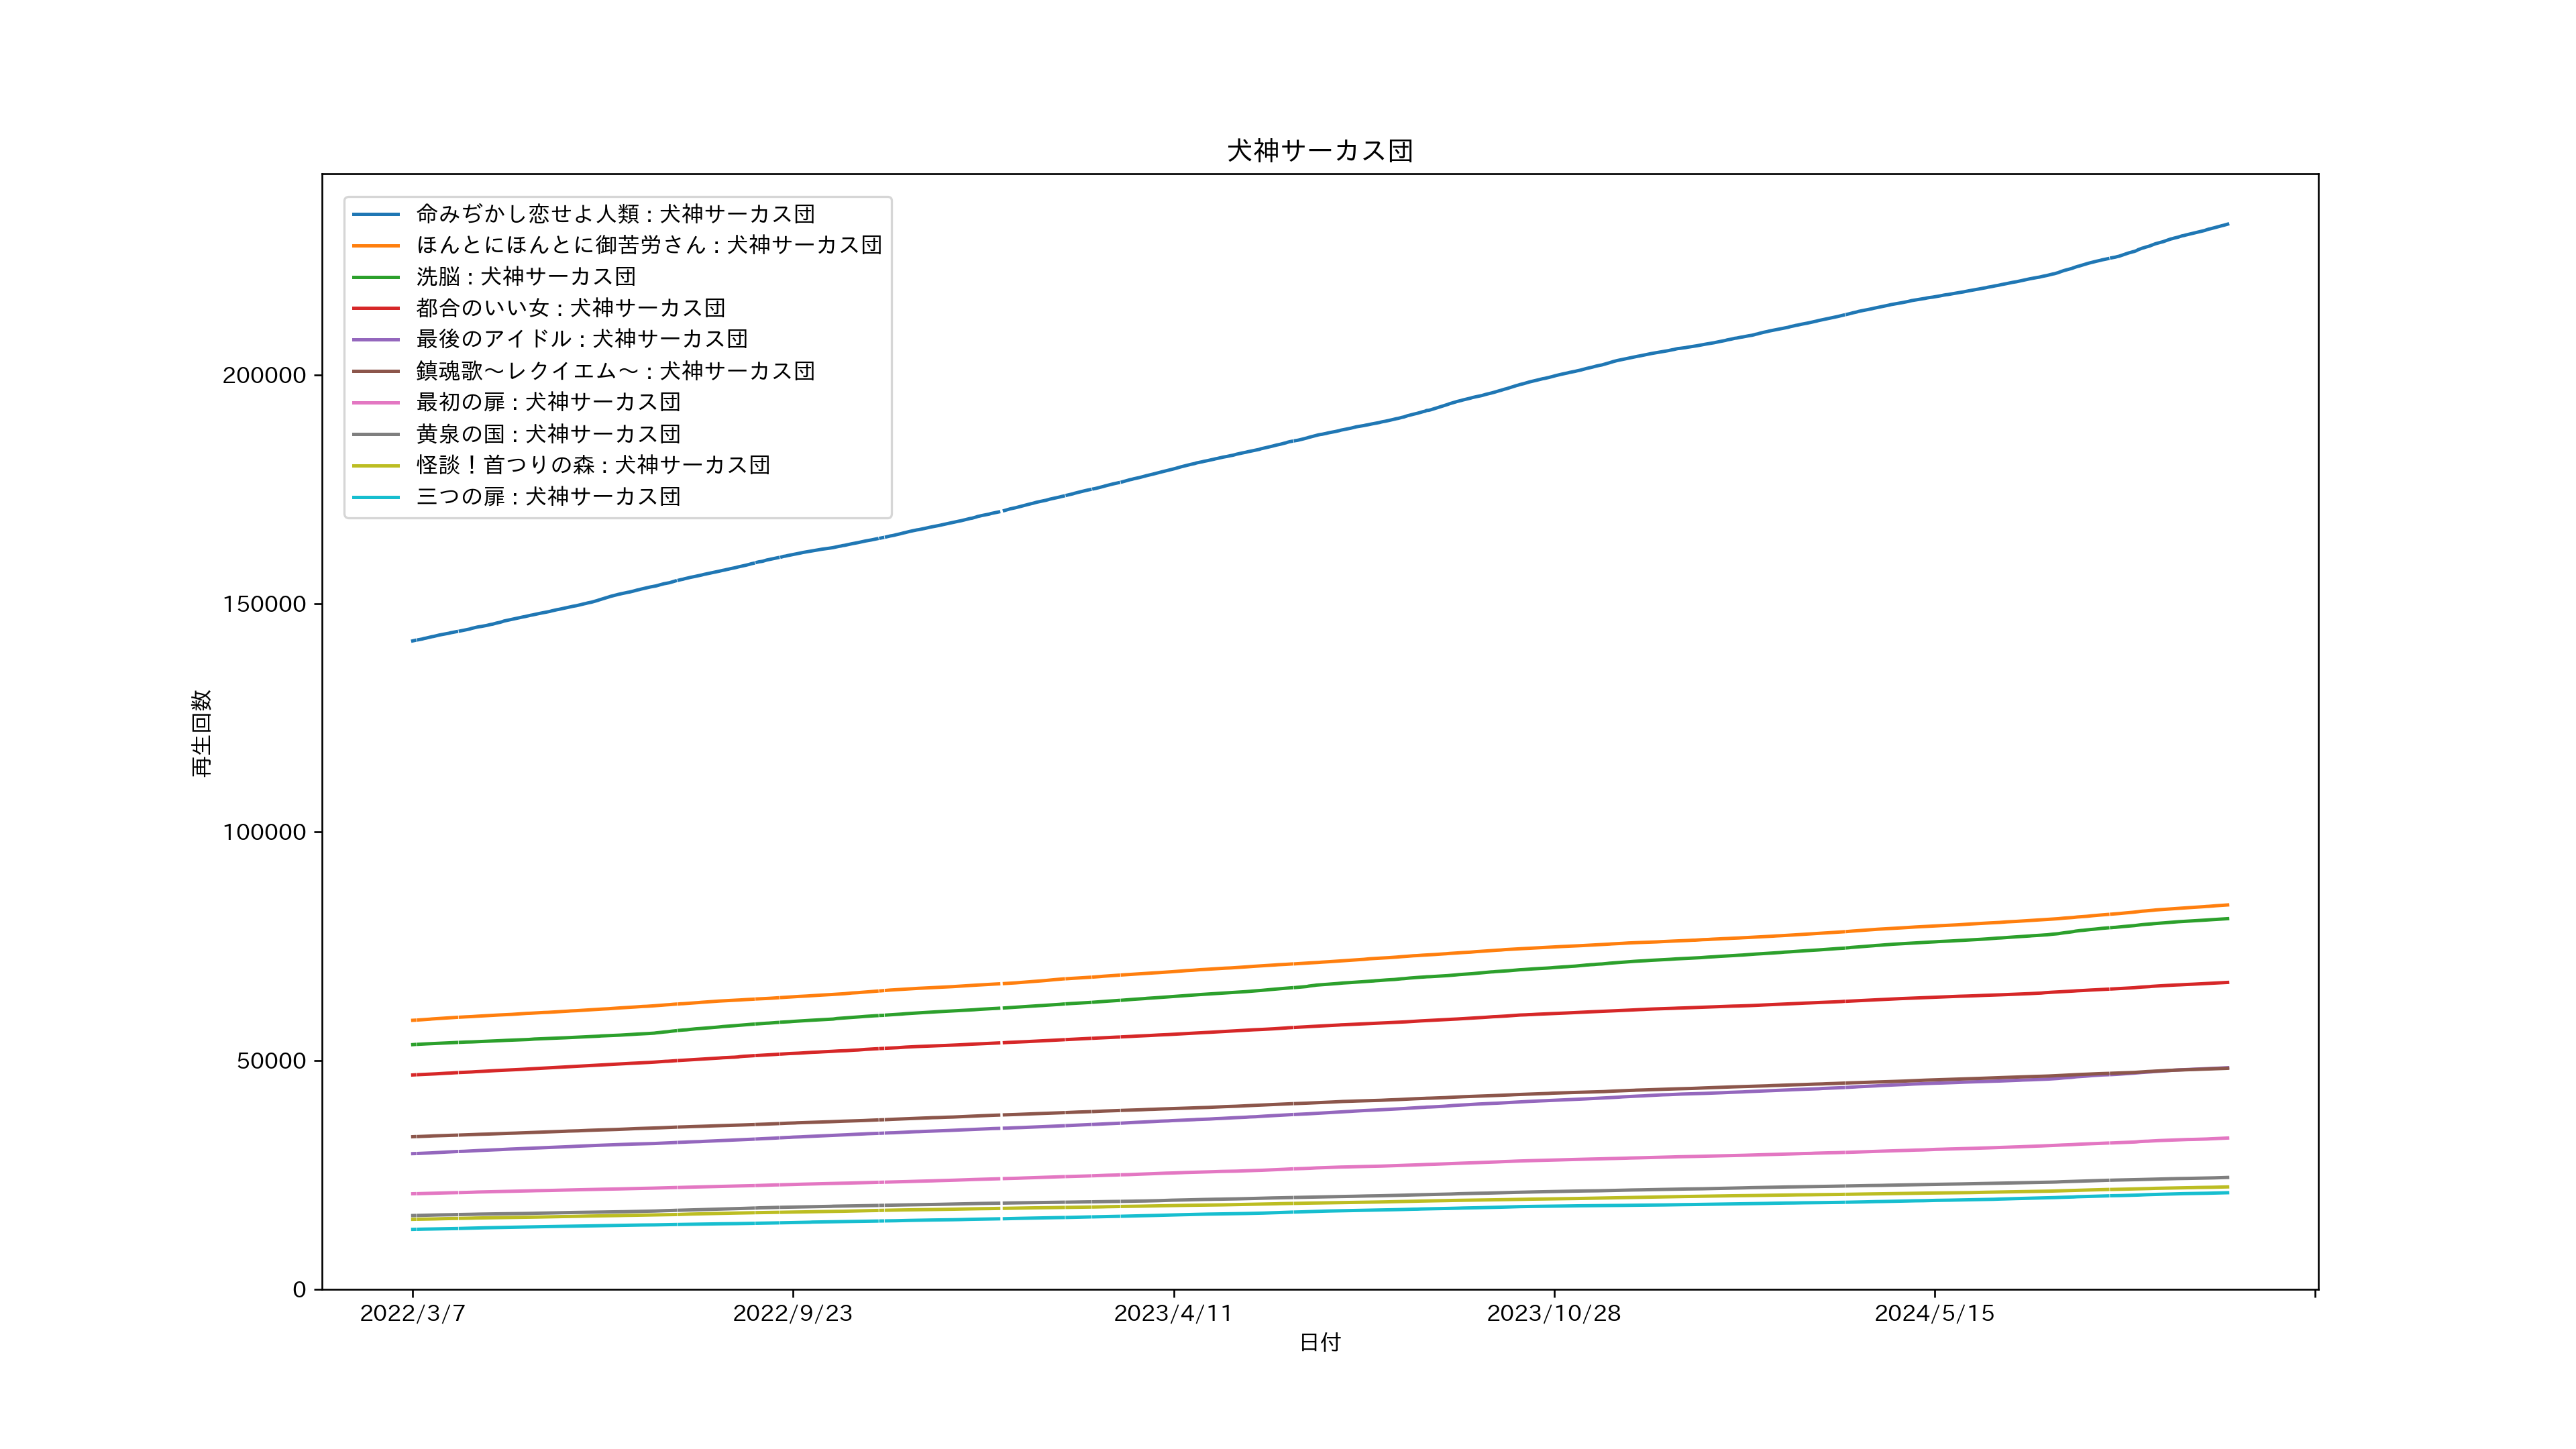 犬神サーカス団
命みぢかし恋せよ人類 : 犬神サーカス団
ほんとにほんとに御苦労さん : 犬神サーカス団
洗脳 : 犬神サーカス団
都合のいい女 : 犬神サーカス団
最後のアイドル : 犬神サーカス団
鎮魂歌～レクイエム～ : 犬神サーカス団
最初の扉 : 犬神サーカス団
黄泉の国 : 犬神サーカス団
怪談！首つりの森 : 犬神サーカス団
三つの扉 : 犬神サーカス団
再生回数
200000
150000
100000
50000
0
2022/3/7 2022/9/23 2023/4/11 2023/10/28 2024/5/15
日付